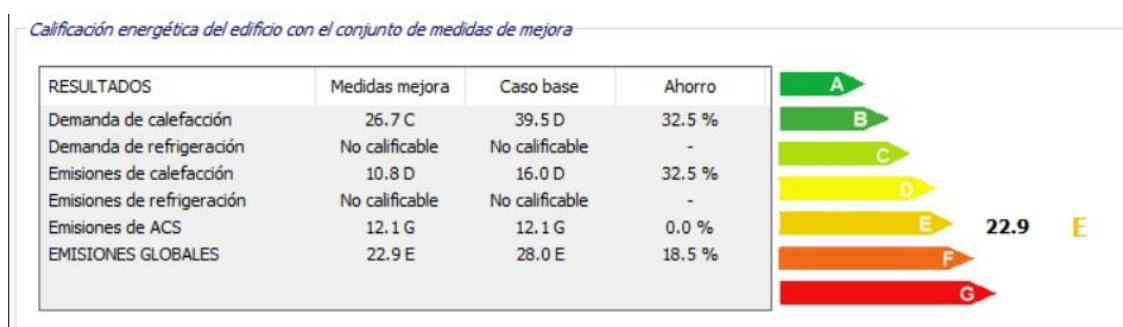 Calificación energética del edificio con el conjunto de medidas de mejora
RESULTADOS Medidas mejora Caso base Ahorro
Demanda de calefacción 26.7 C 39.5 D 32.5 %
Demanda de refrigeración No calificable No calificable -
Emisiones de calefacción 10.8 D 16.0 D 32.5 %
Emisiones de refrigeración No calificable No calificable -
Emisiones de ACS 12.1 G 12.1 G 0.0 %
EMISIONES GLOBALES 22.9 E 28.0 E 18.5 %
A
B
C
D
E 22.9 E
F
G